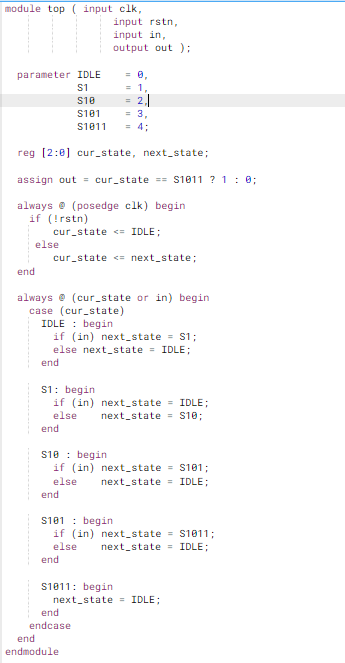 module top ( input clk,
input rstn,
input in,
output out );
parameter IDLE = 0,
S1 = 1,
S10 = 2,
S101 = 3,
S1011 = 4;
reg [2:0] cur_state, next_state;
assign out = cur_state == S1011 ? 1 : 0;
always @ (posedge clk) begin
if (!rstn)
cur_state <= IDLE;
else
cur_state <= next_state;
end
always @ (cur_state or in) begin
case (cur_state)
IDLE : begin
if (in) next_state = S1;
else next_state = IDLE;
end
S1: begin
if (in) next_state = IDLE;
else next_state = S10;
end
S10 : begin
if (in) next_state = S101;
else next_state = IDLE;
end
S101 : begin
if (in) next_state = S1011;
else next_state = IDLE;
end
S1011: begin
next_state = IDLE;
end
endcase
end
endmodule